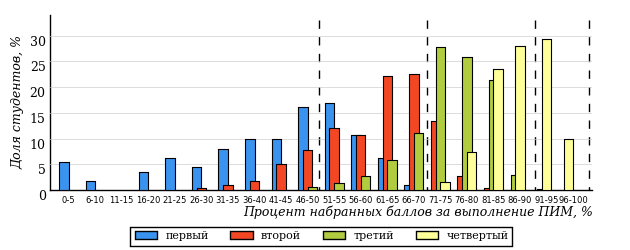 Доля студентов, %
30
25
20
15
10
5
0
0-5 6-10 11-15 16-20 21-25 26-30 31-35 36-40 41-45 46-50 51-55 56-60 61-65 66-70 71-75 76-80 81-85 86-90 91-95 96-100
Процент набранных баллов за выполнение ПИМ, %
первый второй третий четвертый